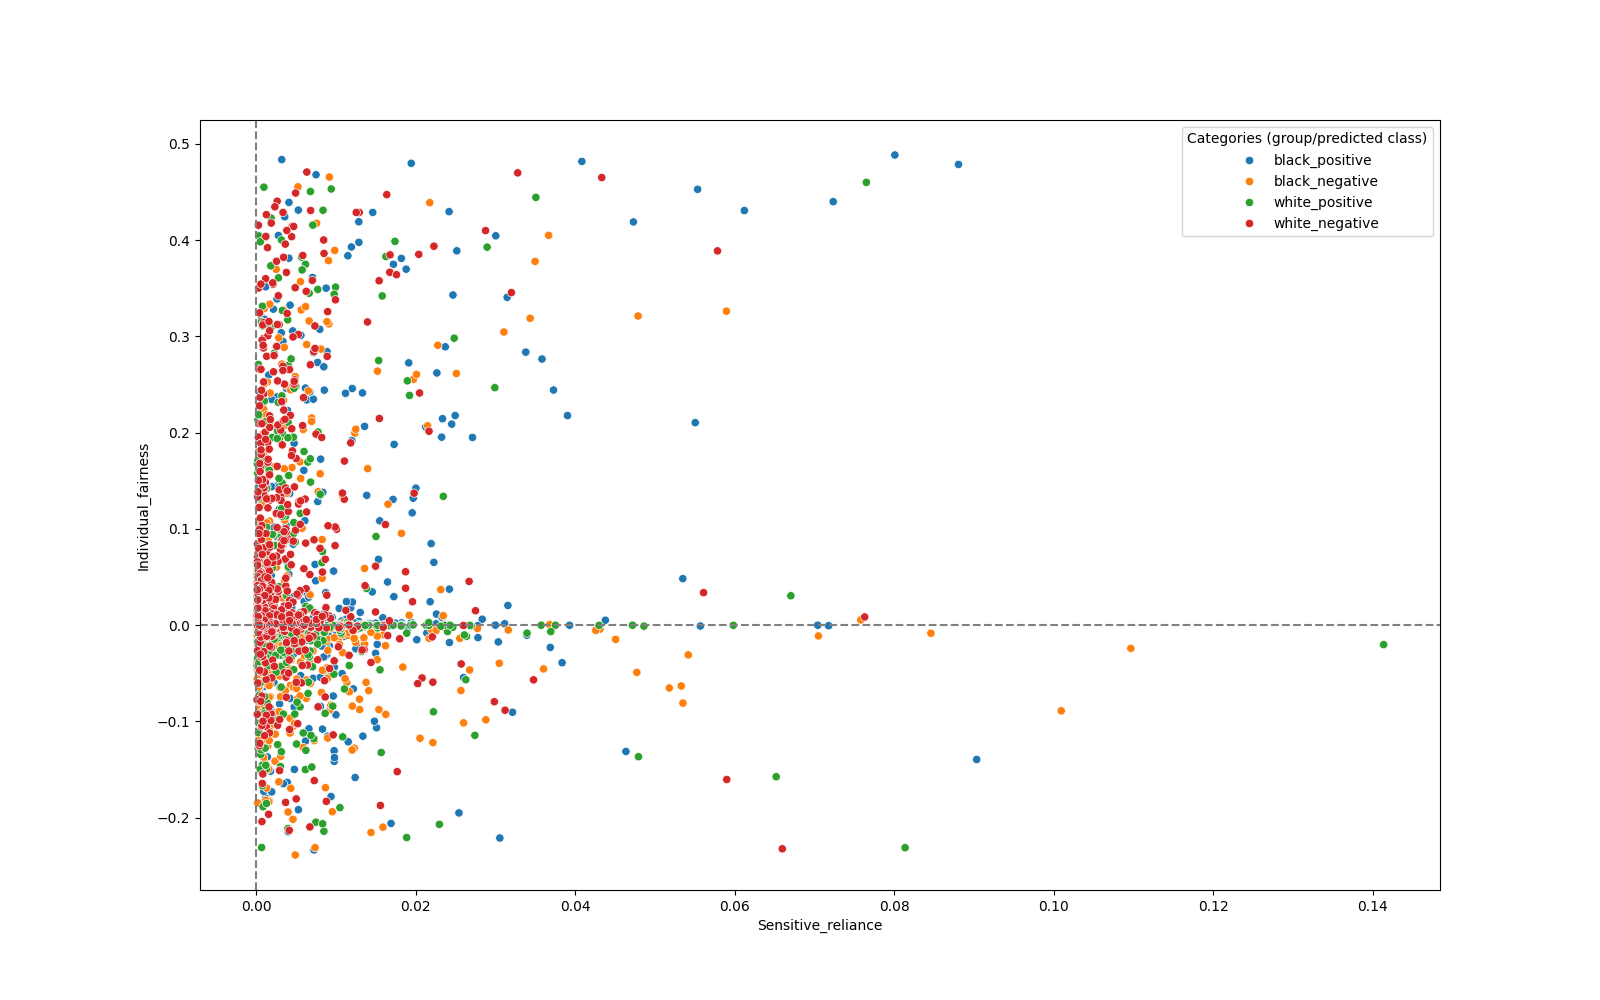 Categories (group/predicted class)
black_positive
black_negative
white_positive
white_negative
0.5
0.4
0.3
0.2
0.1
0.0
−0.1
−0.2
Individual_fairness
0.00 0.02 0.04 0.06 0.08 0.10 0.12 0.14
Sensitive_reliance